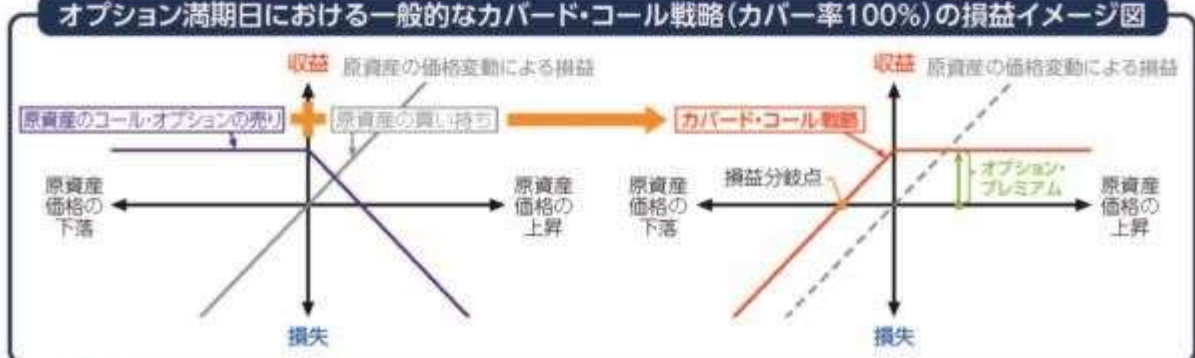 オプション満期日における一般的なカバード・コール戦略(カバー率100%)の損益イメージ図
収益
原資産の価格変動による損益
原資産のコール・オプションの売り
原資産の買い持ち
原資産
価格の
下落
原資産
価格の
上昇
損失
収益
原資産の価格変動による損益
カバード・コール戦略
損益分岐点
オプション・
プレミアム
原資産
価格の
下落
原資産
価格の
上昇
損失